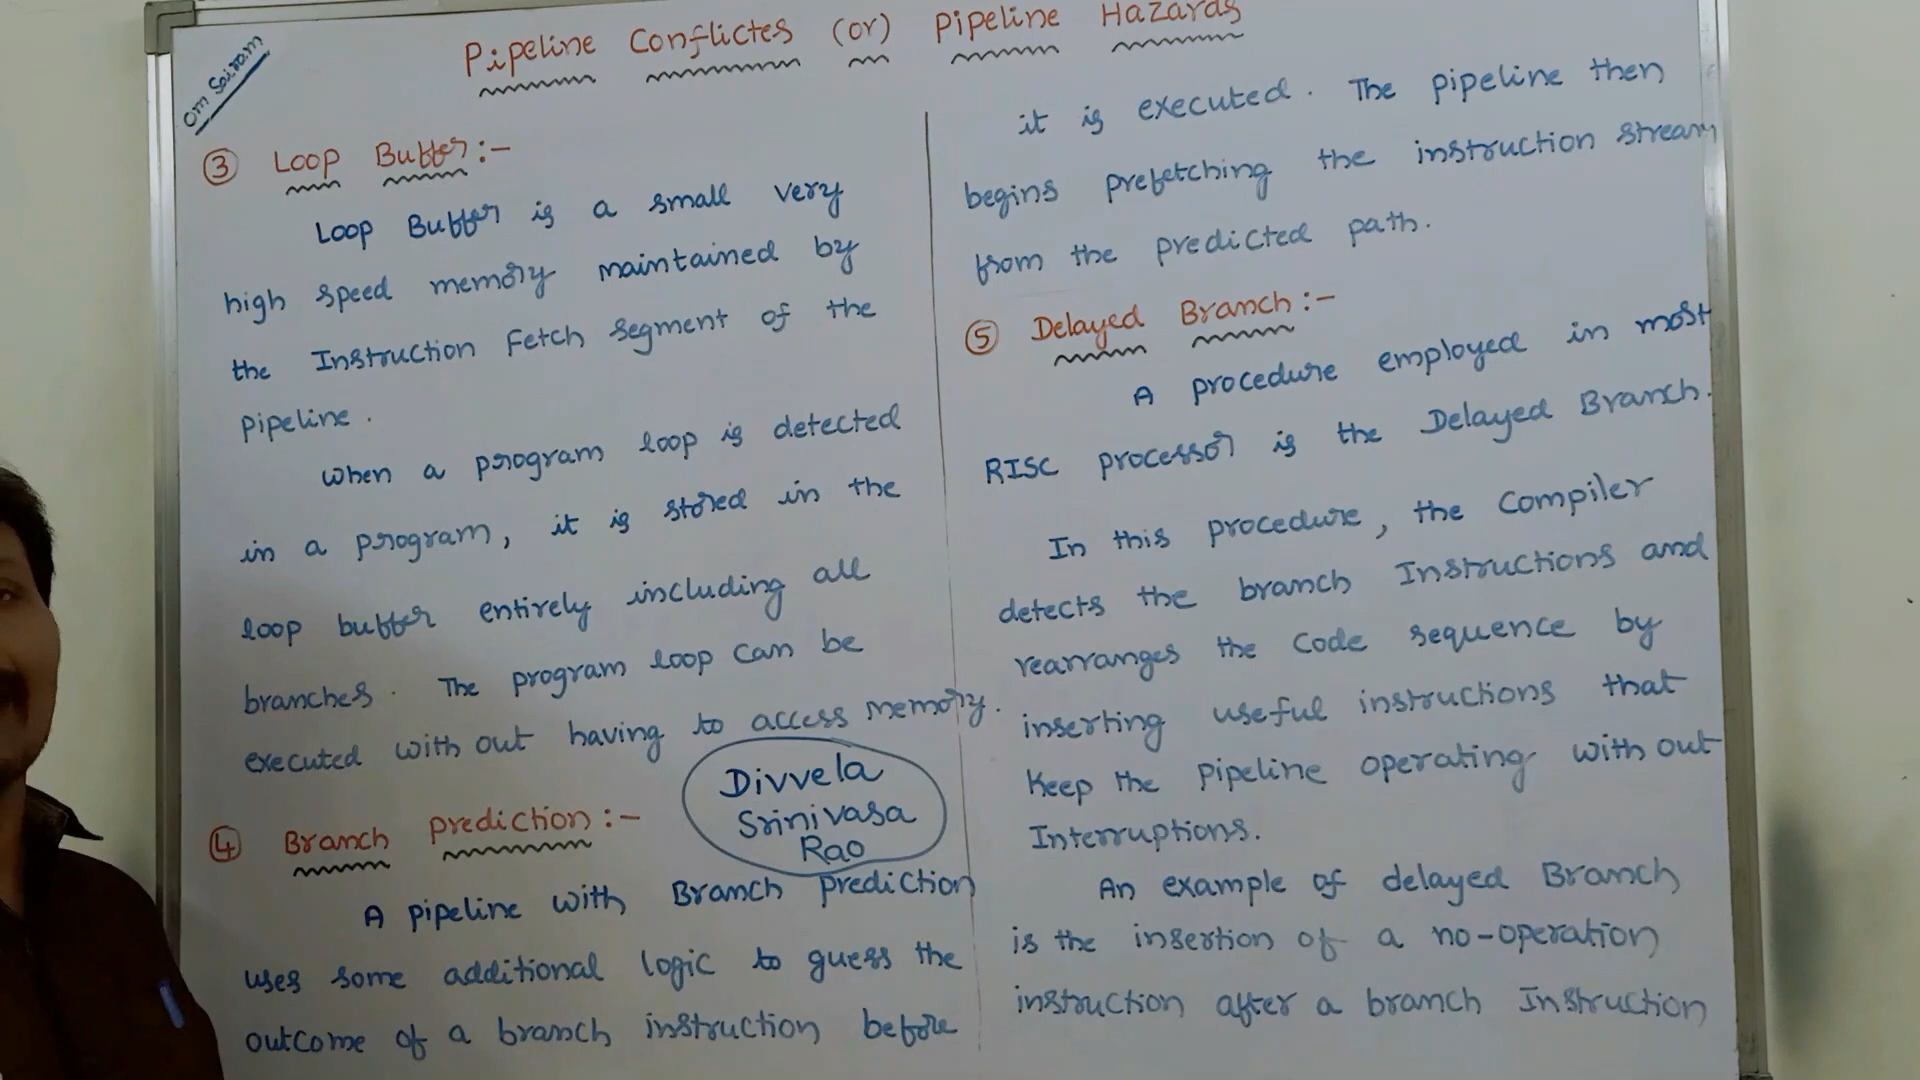 Pipeline Conflictes (or) Pipeline Hazards
Om Sairam
③ Loop Buffer:-
Loop Buffer is a small very
high speed memory maintained by
the Instruction Fetch segment of the
pipeline.
When a program loop is detected
in a program, it is stored in the
loop buffer entirely including all
branches. The program loop can be
executed with out having to access memory.
Divvela
Srinivasa
Rao
④ Branch prediction:-
A pipeline with Branch prediction
uses some additional logic to guess the
outcome of a branch instruction before
it is executed. The pipeline then
begins prefetching the instruction stream
from the predicted path.
⑤ Delayed Branch:-
A procedure employed in most
RISC processor is the Delayed Branch.
In this procedure, the Compiler
detects the branch Instructions and
rearranges the Code sequence by
inserting useful instructions that
Keep the pipeline operating with out
Interruptions.
An example of delayed Branch
is the insertion of a no-operation
instruction after a branch Instruction